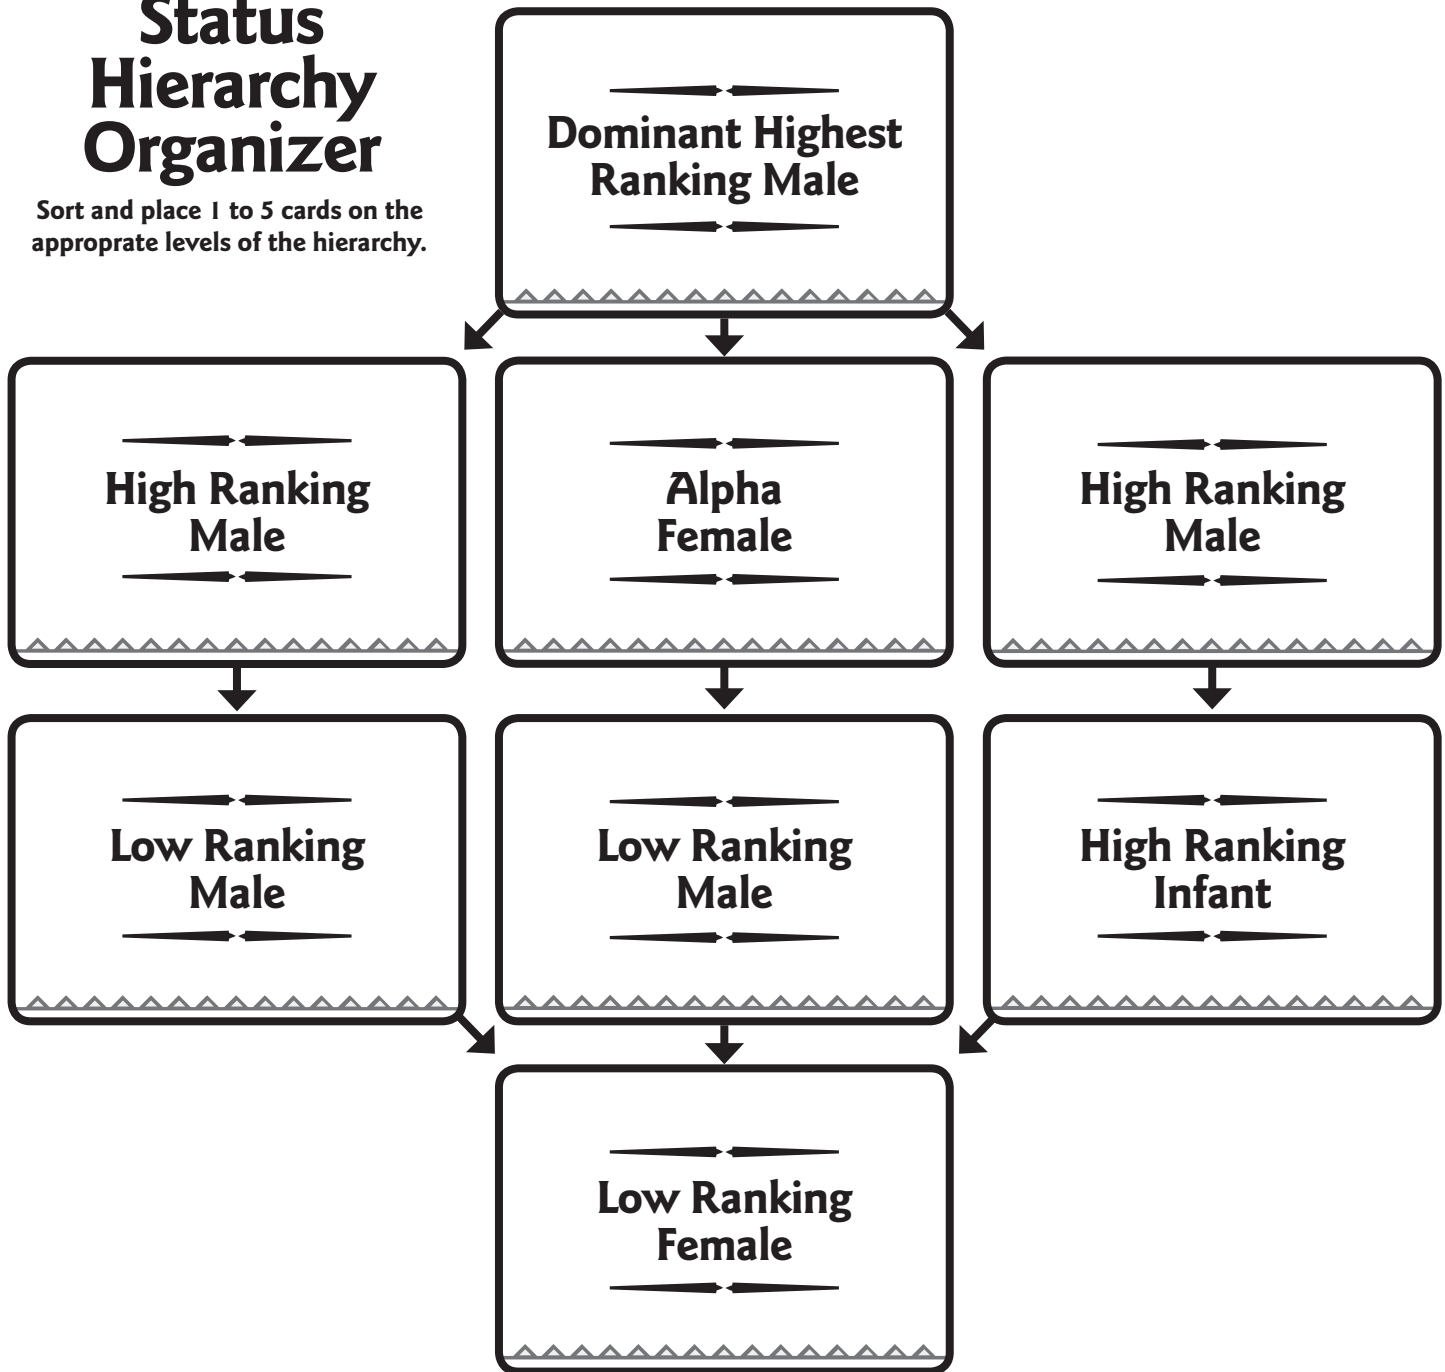 Status
Hierarchy
Organizer
Sort and place 1 to 5 cards on the
approprate levels of the hierarchy.
Dominant Highest
Ranking Male
High Ranking
Male
Alpha
Female
High Ranking
Male
Low Ranking
Male
Low Ranking
Male
High Ranking
Infant
Low Ranking
Female